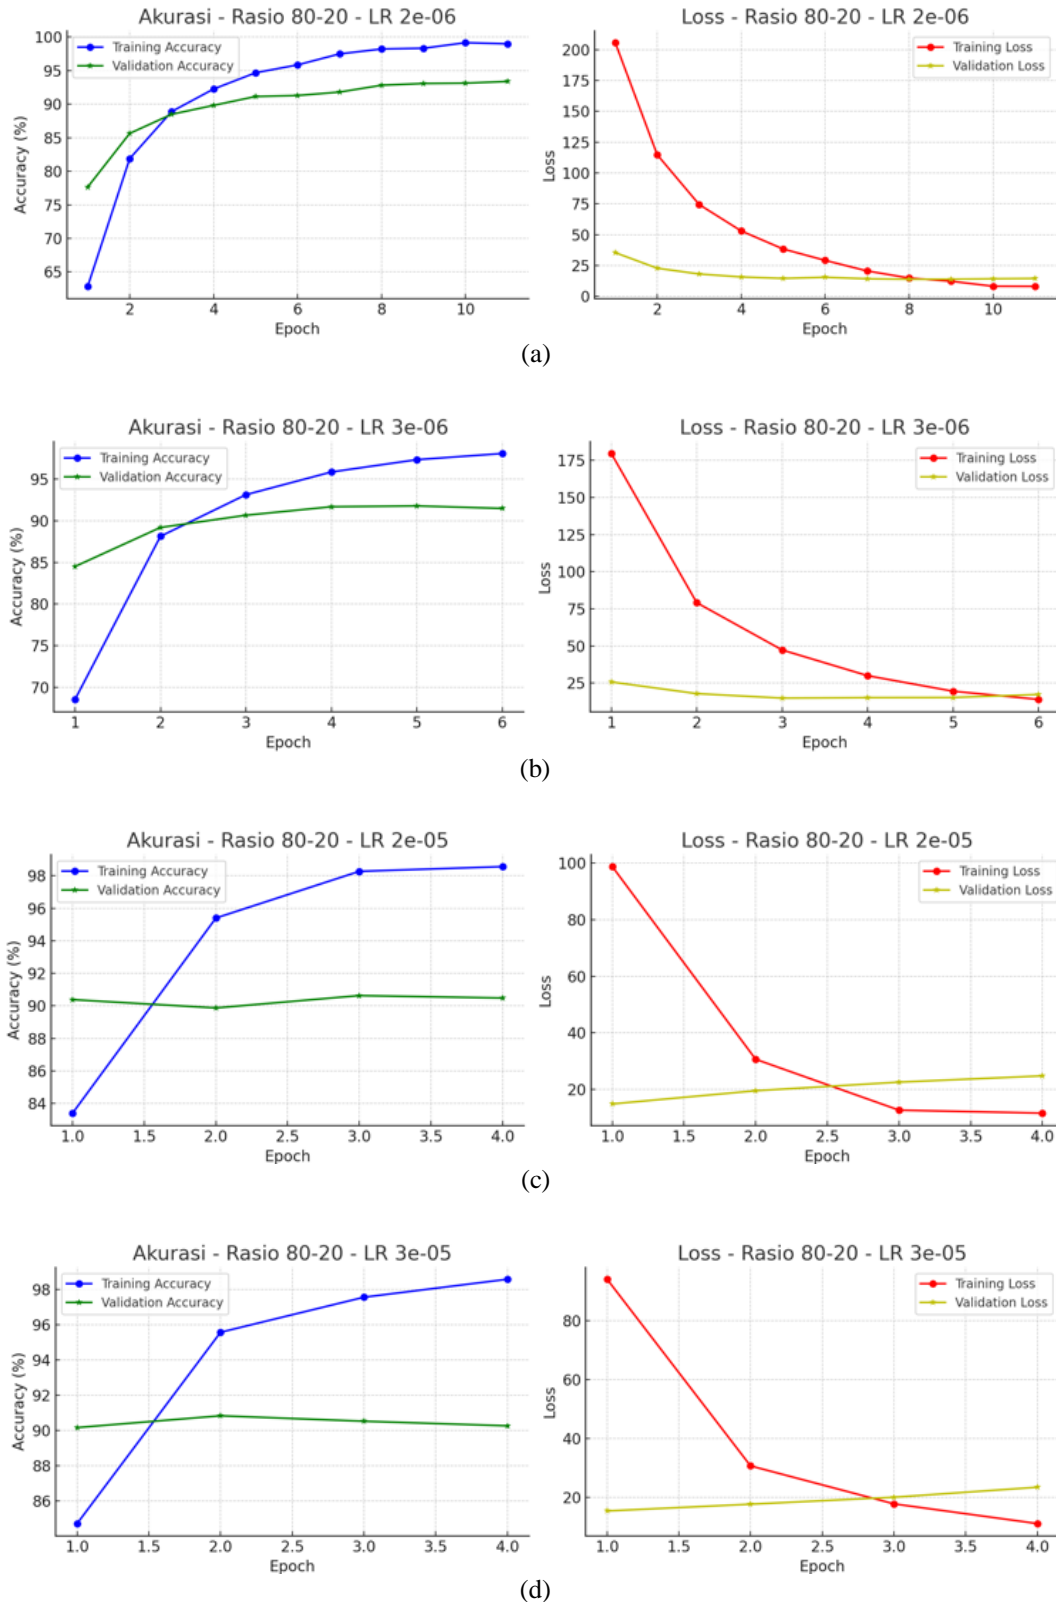 Akurasi - Rasio 80-20 - LR 2e-06
Training Accuracy
Validation Accuracy
Accuracy (%)
100
95
90
85
80
75
70
65
2 4 6 8 10
Epoch
Loss - Rasio 80-20 - LR 2e-06
Training Loss
Validation Loss
Loss
200
175
150
125
100
75
50
25
0
2 4 6 8 10
Epoch
(a)
Akurasi - Rasio 80-20 - LR 3e-06
Training Accuracy
Validation Accuracy
Accuracy (%)
95
90
85
80
75
70
1 2 3 4 5 6
Epoch
Loss - Rasio 80-20 - LR 3e-06
Training Loss
Validation Loss
Loss
175
150
125
100
75
50
25
1 2 3 4 5 6
Epoch
(b)
Akurasi - Rasio 80-20 - LR 2e-05
Training Accuracy
Validation Accuracy
Accuracy (%)
98
96
94
92
90
88
86
84
1.0 1.5 2.0 2.5 3.0 3.5 4.0
Epoch
Loss - Rasio 80-20 - LR 2e-05
Training Loss
Validation Loss
Loss
100
80
60
40
20
1.0 1.5 2.0 2.5 3.0 3.5 4.0
Epoch
(c)
Akurasi - Rasio 80-20 - LR 3e-05
Training Accuracy
Validation Accuracy
Accuracy (%)
98
96
94
92
90
88
86
1.0 1.5 2.0 2.5 3.0 3.5 4.0
Epoch
Loss - Rasio 80-20 - LR 3e-05
Training Loss
Validation Loss
Loss
80
60
40
20
1.0 1.5 2.0 2.5 3.0 3.5 4.0
Epoch
(d)